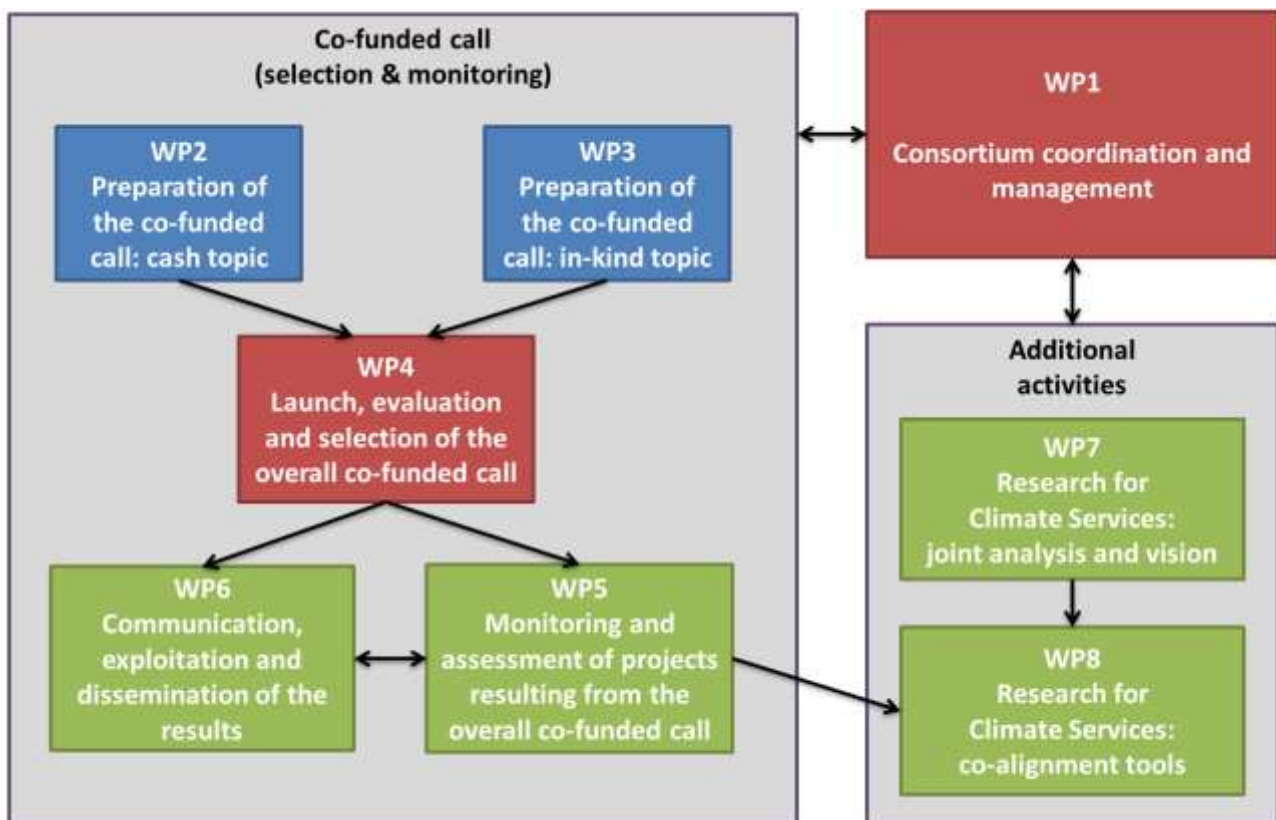 Co-funded call
(selection & monitoring)
WP2
Preparation of
the co-funded
call: cash topic
WP3
Preparation of
the co-funded
call: in-kind topic
WP4
Launch, evaluation
and selection of the
overall co-funded call
WP6
Communication,
exploitation and
dissemination of the
results
WP5
Monitoring and
assessment of projects
resulting from the
overall co-funded call
WP1
Consortium coordination and
management
Additional
activities
WP7
Research for
Climate Services:
joint analysis and vision
WP8
Research for
Climate Services:
co-alignment tools